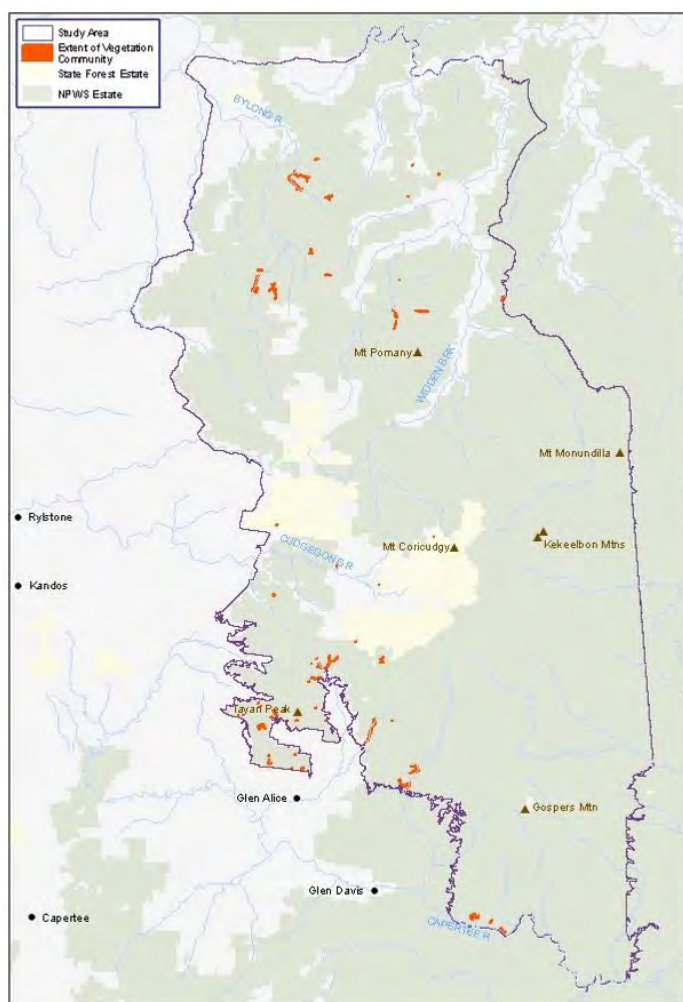 Study Area
Extent of Vegetation
Community
State Forest Estate
NPWS Estate
BYLONG R
Mt Pomany
WIDDEN BRK
Mt Monundilla
Rylstone
Kekeelbon Mtns
CUDGEGONG R
Mt Coricudgy
Kandos
Tayan Peak
Glen Alice
Gospers Mtn
Glen Davis
Capertee
CAPERTEE R